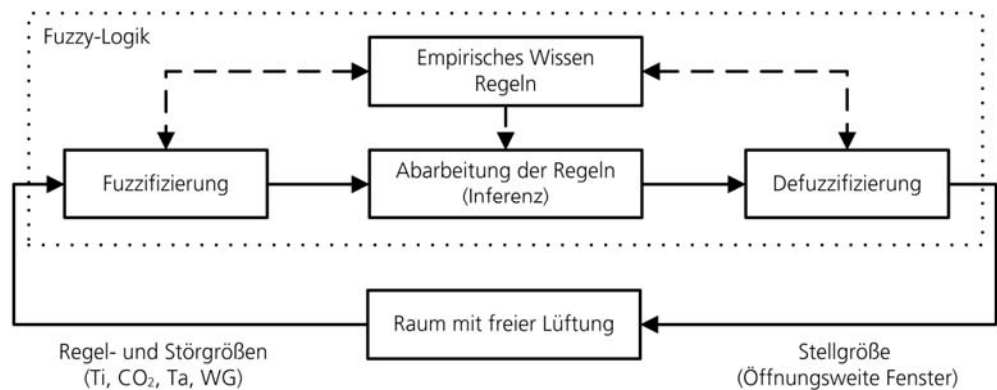 Fuzzy-Logik
Empirisches Wissen
Regeln
Fuzzifizierung
Abarbeitung der Regeln
(Inferenz)
Defuzzifizierung
Raum mit freier Lüftung
Regel- und Störgrößen
(Ti, CO₂, Ta, WG)
Stellgröße
(Öffnungsweite Fenster)